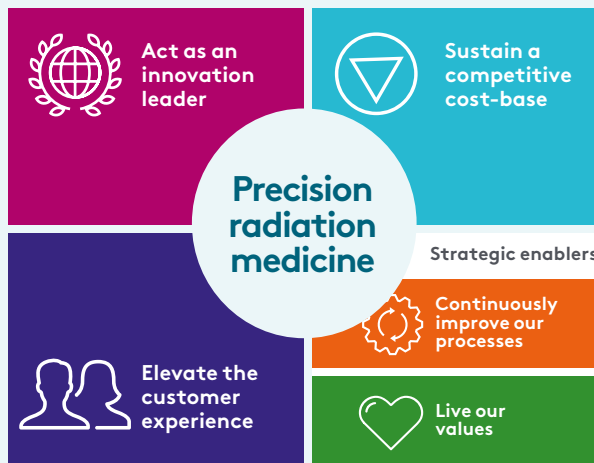 Act as an
innovation
leader
Sustain a
competitive
cost-base
Precision
radiation
medicine
Strategic enablers
Continuously
improve our
processes
Elevate the
customer
experience
Live our
values